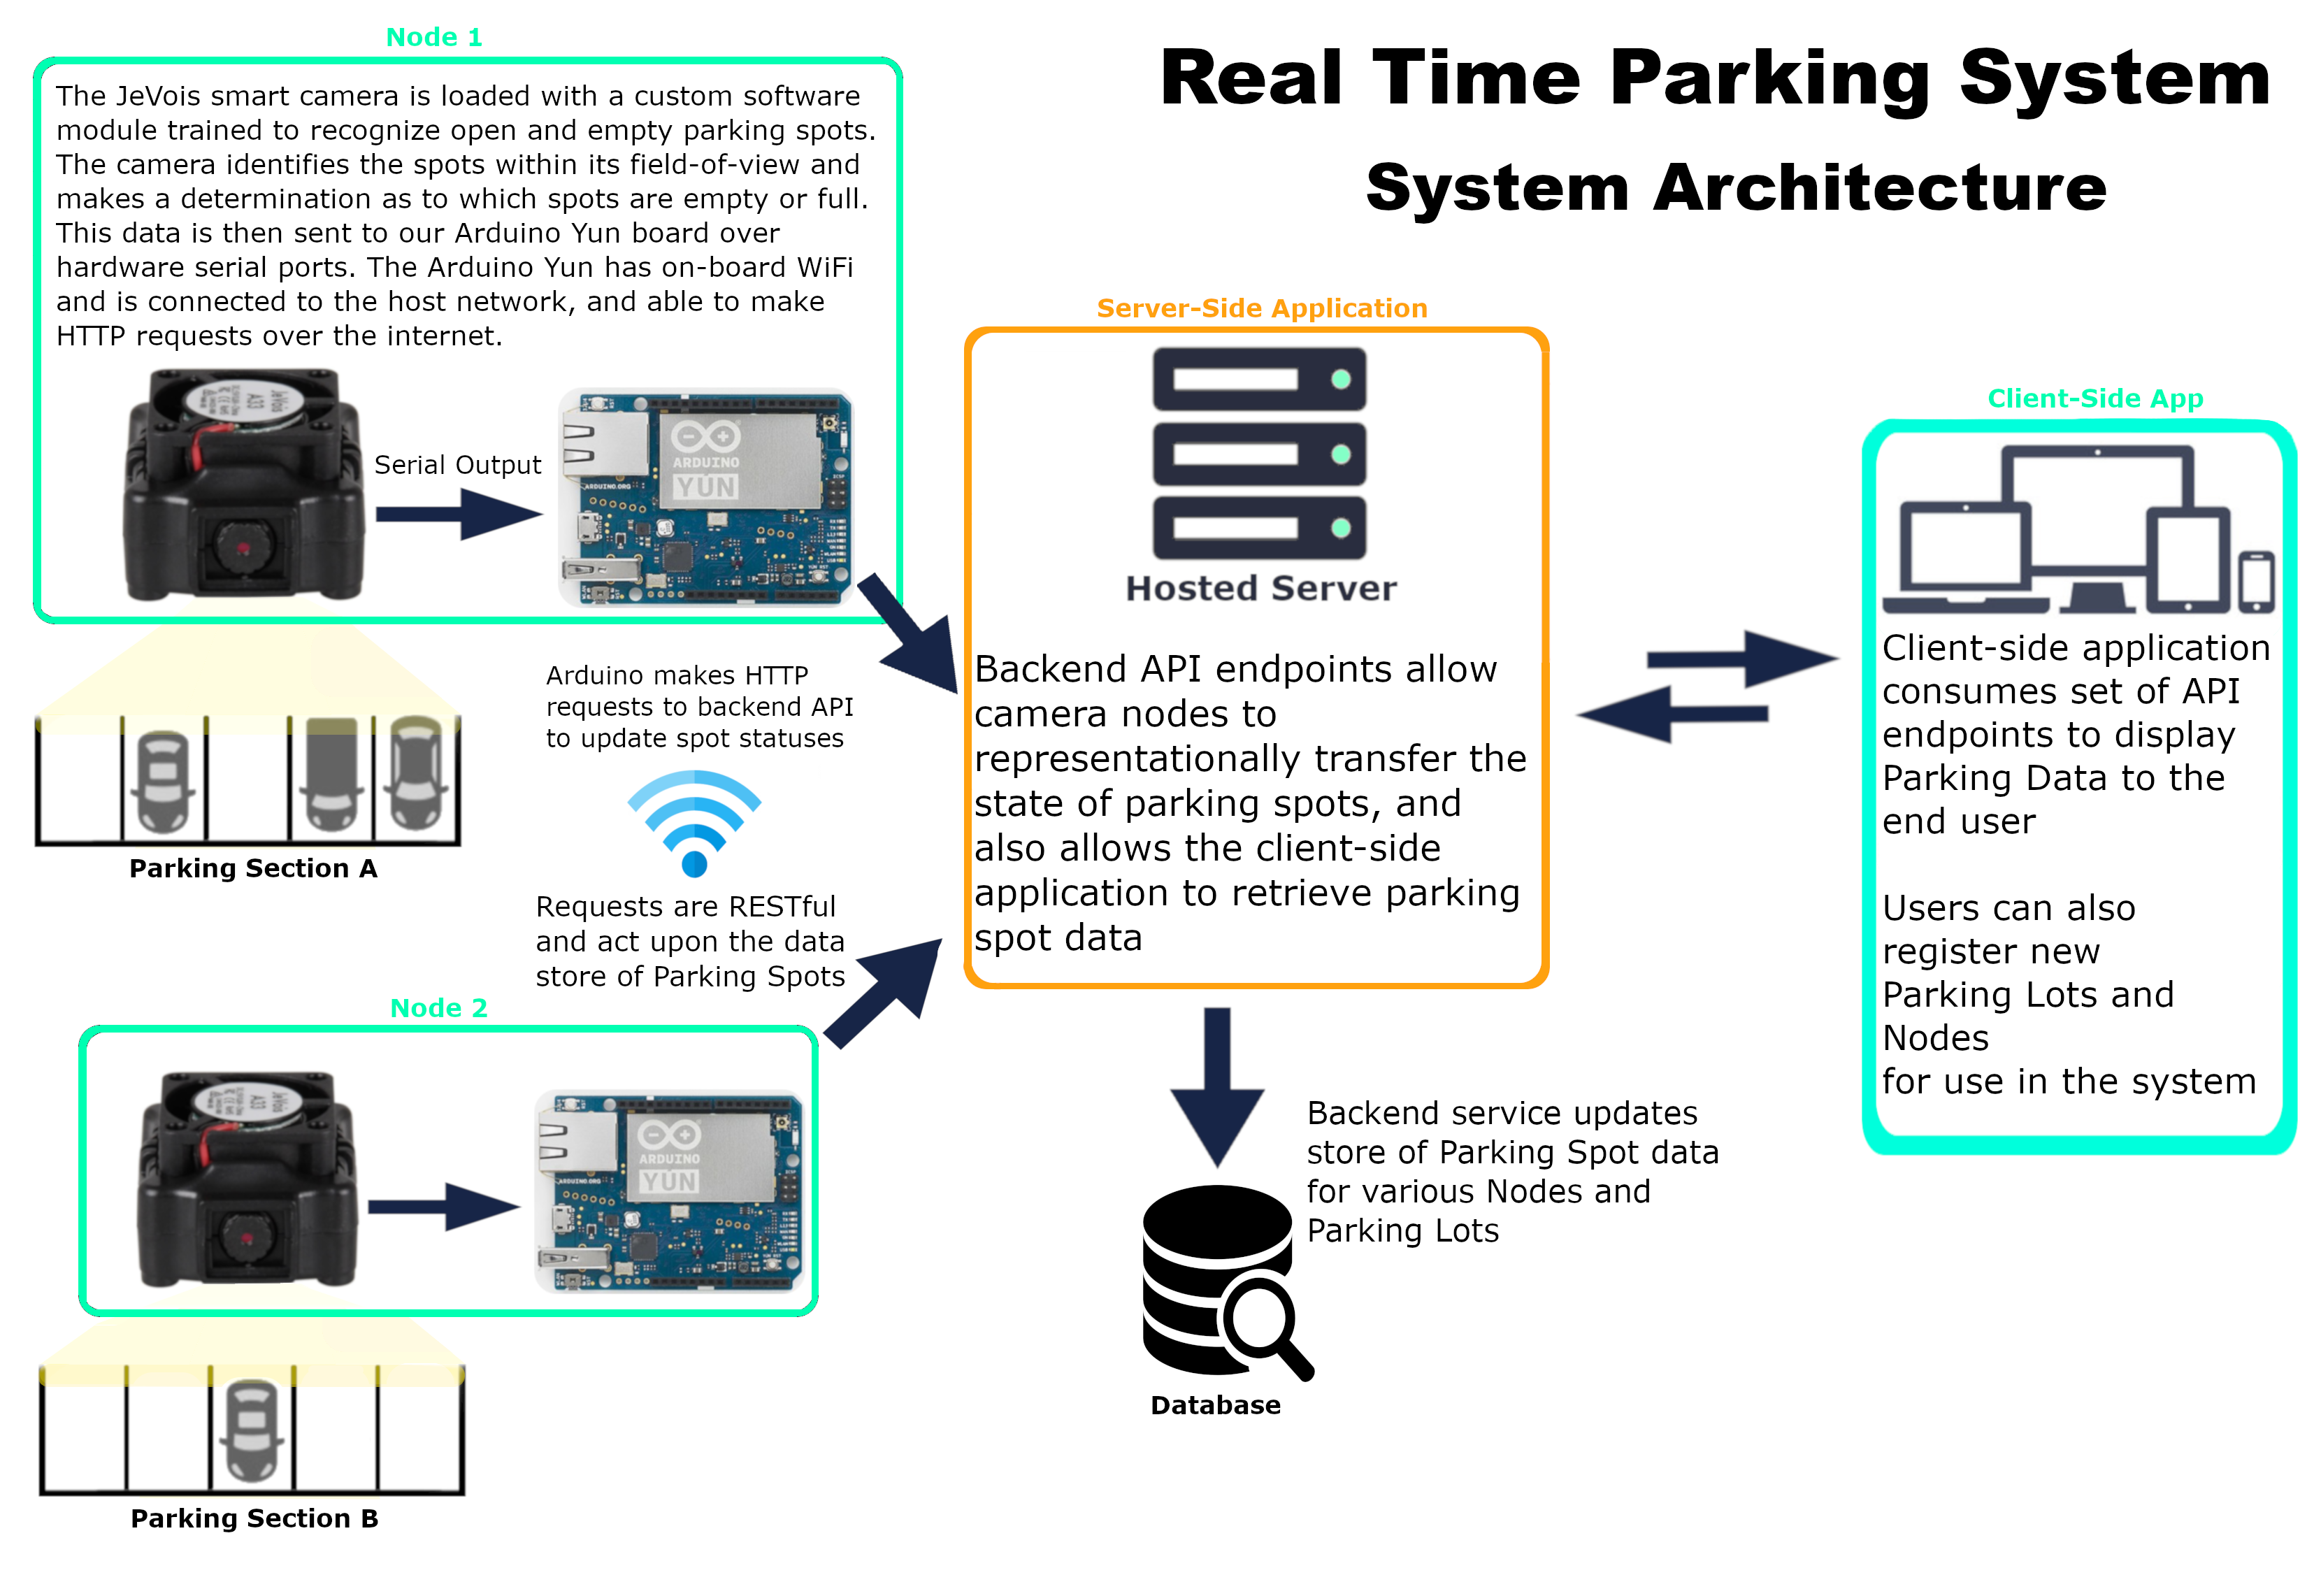 Real Time Parking System
System Architecture
Node 1
The JeVois smart camera is loaded with a custom software
module trained to recognize open and empty parking spots.
The camera identifies the spots within its field-of-view and
makes a determination as to which spots are empty or full.
This data is then sent to our Arduino Yun board over
hardware serial ports. The Arduino Yun has on-board WiFi
and is connected to the host network, and able to make
HTTP requests over the internet.
JeVois
A33
Serial Output
ARDUINO
YÚN
ARDUINO.ORG
Parking Section A
Arduino makes HTTP
requests to backend API
to update spot statuses
Requests are RESTful
and act upon the data
store of Parking Spots
Node 2
JeVois
A33
ARDUINO
YÚN
ARDUINO.ORG
Parking Section B
Server-Side Application
Hosted Server
Backend API endpoints allow
camera nodes to
representationally transfer the
state of parking spots, and
also allows the client-side
application to retrieve parking
spot data
Backend service updates
store of Parking Spot data
for various Nodes and
Parking Lots
Database
Client-Side App
Client-side application
consumes set of API
endpoints to display
Parking Data to the
end user
Users can also
register new
Parking Lots and
Nodes
for use in the system